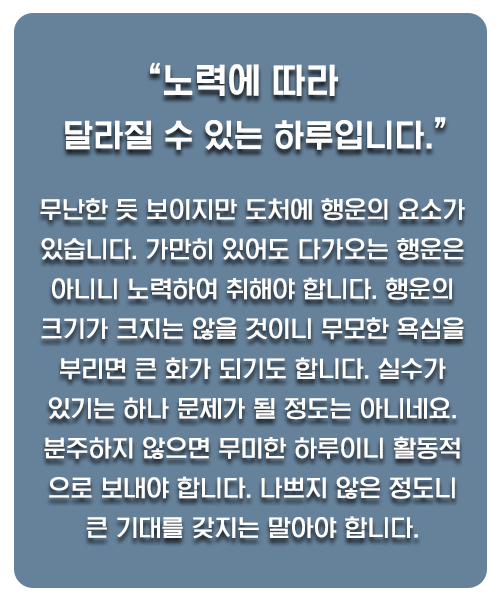 “노력에 따라
달라질 수 있는 하루입니다.”
무난한 듯 보이지만 도처에 행운의 요소가
있습니다. 가만히 있어도 다가오는 행운은
아니니 노력하여 취해야 합니다. 행운의
크기가 크지는 않을 것이니 무모한 욕심을
부리면 큰 화가 되기도 합니다. 실수가
있기는 하나 문제가 될 정도는 아니네요.
분주하지 않으면 무미한 하루이니 활동적
으로 보내야 합니다. 나쁘지 않은 정도니
큰 기대를 갖지는 말아야 합니다.